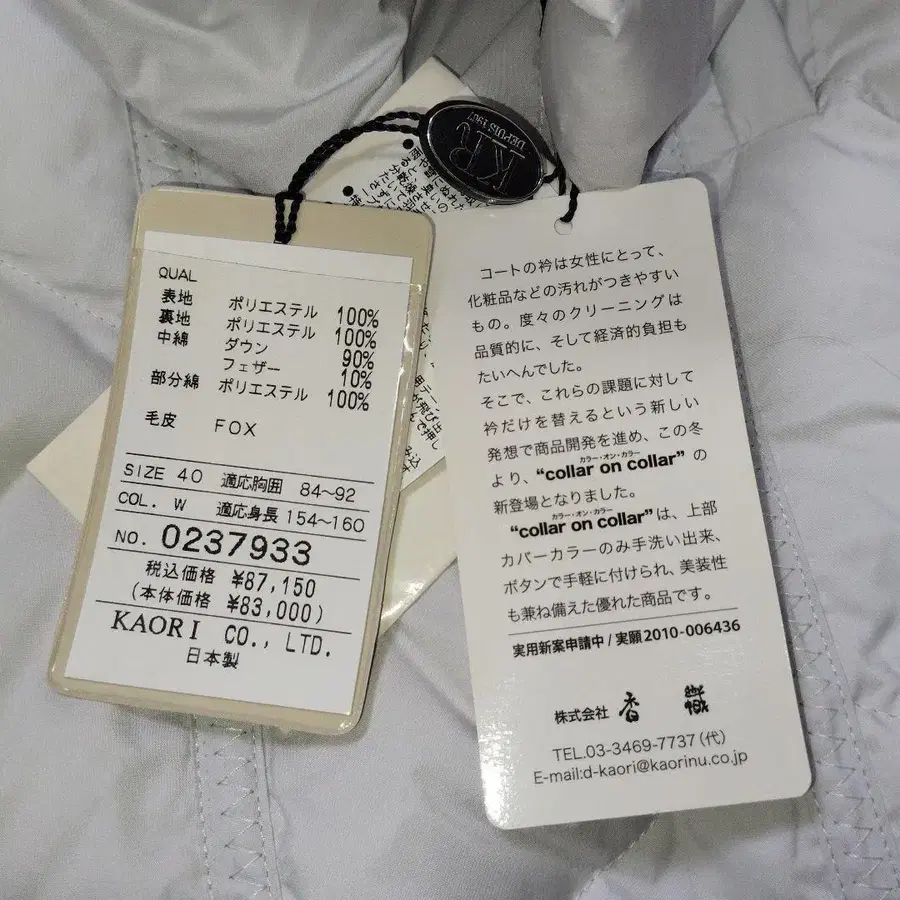 KR
DEPUIS 1967
QUAL
表地 ポリエステル 100%
裏地 ポリエステル 100%
中綿 ダウン 90%
フェザー 10%
部分綿 ポリエステル 100%
毛皮 FOX
SIZE 40 適応胸囲 84~92
COL. W 適応身長 154~160
NO. 0237933
税込価格 ¥87,150
(本体価格 ¥83,000)
KAORI CO., LTD.
日本製
コートの衿は女性にとって、
化粧品などの汚れがつきやすい
もの。度々のクリーニングは
品質的に、そして経済的負担も
たいへんでした。
そこで、これらの課題に対して
衿だけを替えるという新しい
発想で商品開発を進め、この冬
カラー・オン・カラー
より、“collar on collar”の
新登場となりました。
カラー・オン・カラー
“collar on collar”は、上部
カバーカラーのみ手洗い出来、
ボタンで手軽に付けられ、美装性
も兼ね備えた優れた商品です。
実用新案申請中/実願2010-006436
株式会社 香織
TEL.03-3469-7737(代)
E-mail:d-kaori@kaorinu.co.jp